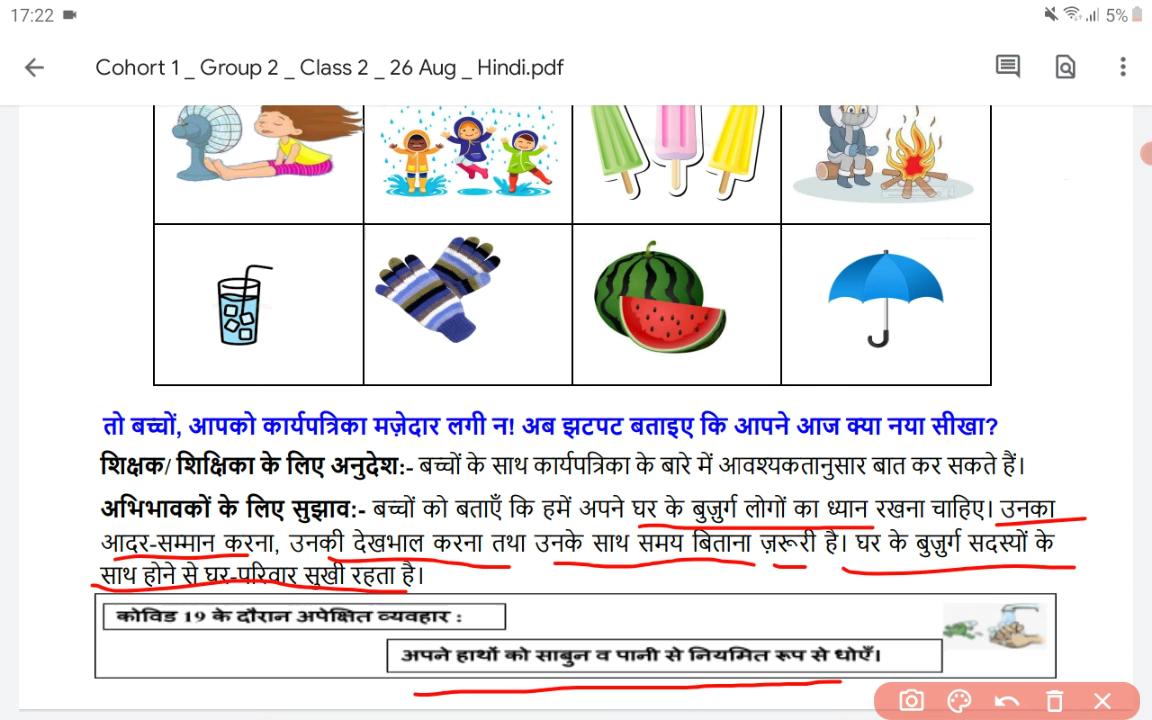 17:22
5%
Cohort 1 _ Group 2 _ Class 2 _ 26 Aug _ Hindi.pdf
तो बच्चों, आपको कार्यपत्रिका मज़ेदार लगी न! अब झटपट बताइए कि आपने आज क्या नया सीखा?
शिक्षक/ शिक्षिका के लिए अनुदेश:- बच्चों के साथ कार्यपत्रिका के बारे में आवश्यकतानुसार बात कर सकते हैं।
अभिभावकों के लिए सुझाव:- बच्चों को बताएँ कि हमें अपने घर के बुज़ुर्ग लोगों का ध्यान रखना चाहिए। उनका
आदर-सम्मान करना, उनकी देखभाल करना तथा उनके साथ समय बिताना ज़रूरी है। घर के बुज़ुर्ग सदस्यों के
साथ होने से घर-परिवार सुखी रहता है।
कोविड 19 के दौरान अपेक्षित व्यवहार :
अपने हाथों को साबुन व पानी से नियमित रूप से धोएँ।